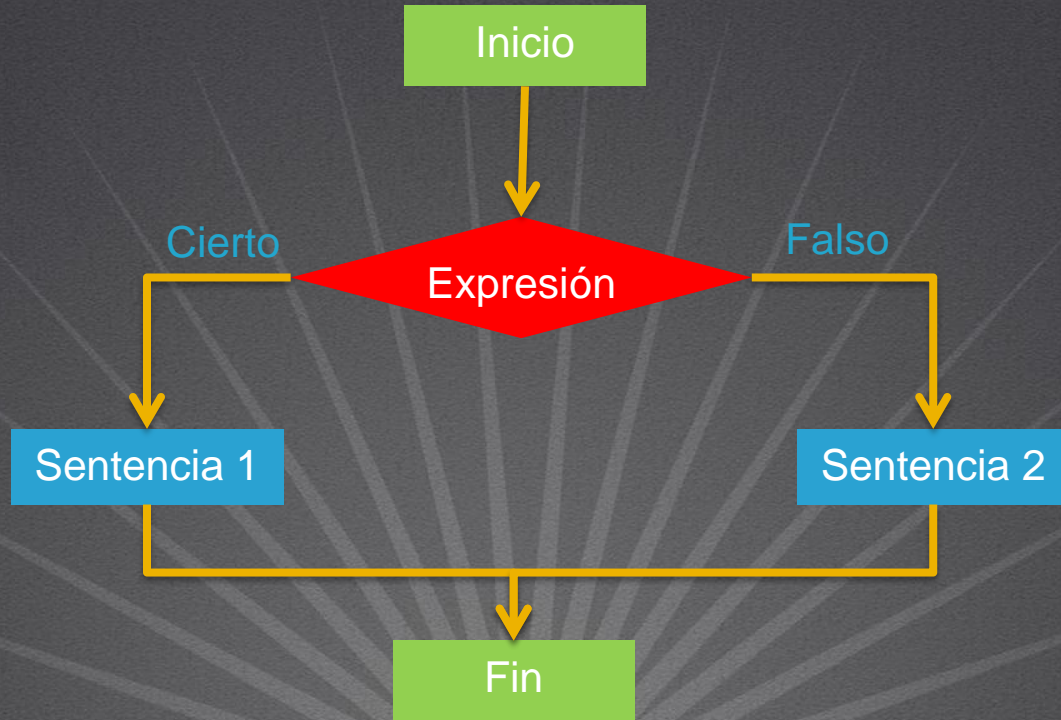 Inicio
Cierto
Falso
Expresión
Sentencia 1
Sentencia 2
Fin